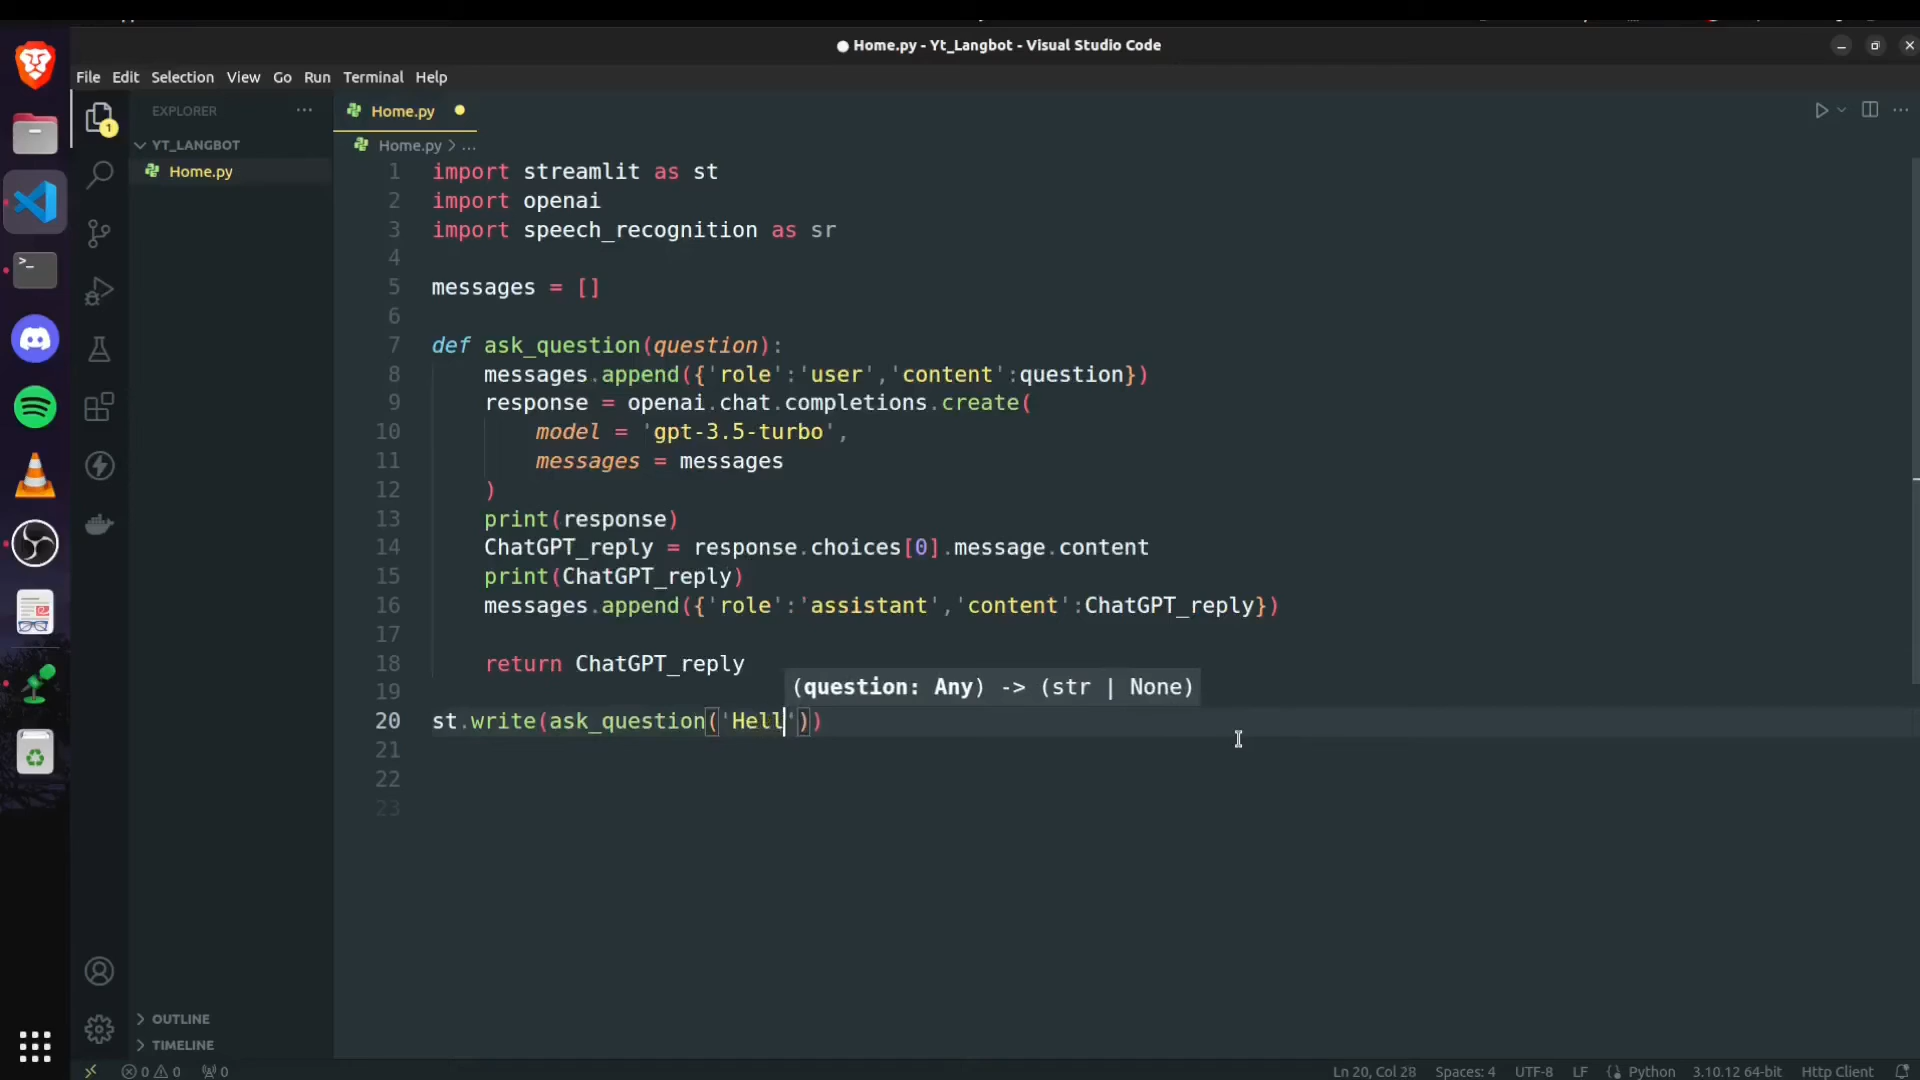 ● Home.py - Yt_Langbot - Visual Studio Code
File Edit Selection View Go Run Terminal Help
EXPLORER ···
Home.py ●
YT_LANGBOT
Home.py > ...
Home.py
1 import streamlit as st
2 import openai
3 import speech_recognition as sr
4
5 messages = []
6
7 def ask_question(question):
8 messages.append({'role':'user','content':question})
9 response = openai.chat.completions.create(
10 model = 'gpt-3.5-turbo',
11 messages = messages
12 )
13 print(response)
14 ChatGPT_reply = response.choices[0].message.content
15 print(ChatGPT_reply)
16 messages.append({'role':'assistant','content':ChatGPT_reply})
17
18 return ChatGPT_reply
(question: Any) -> (str | None)
19
20 st.write(ask_question('Hell'))
21
22
23
1
OUTLINE
TIMELINE
0 0 0 Ln 20, Col 28 Spaces: 4 UTF-8 LF Python 3.10.12 64-bit Http Client